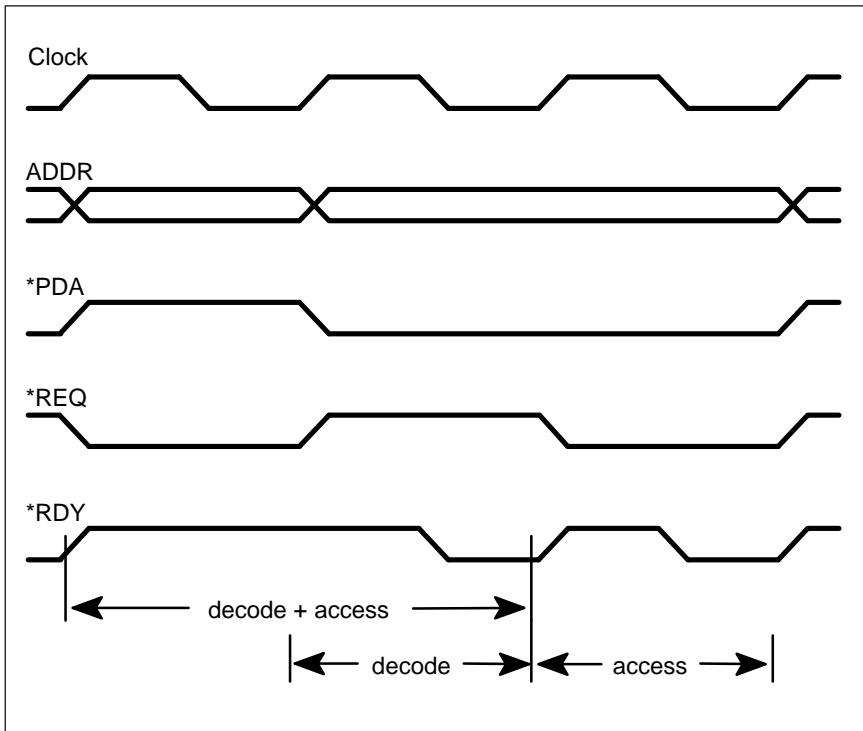 Clock
ADDR
*PDA
*REQ
*RDY
decode + access
decode
access